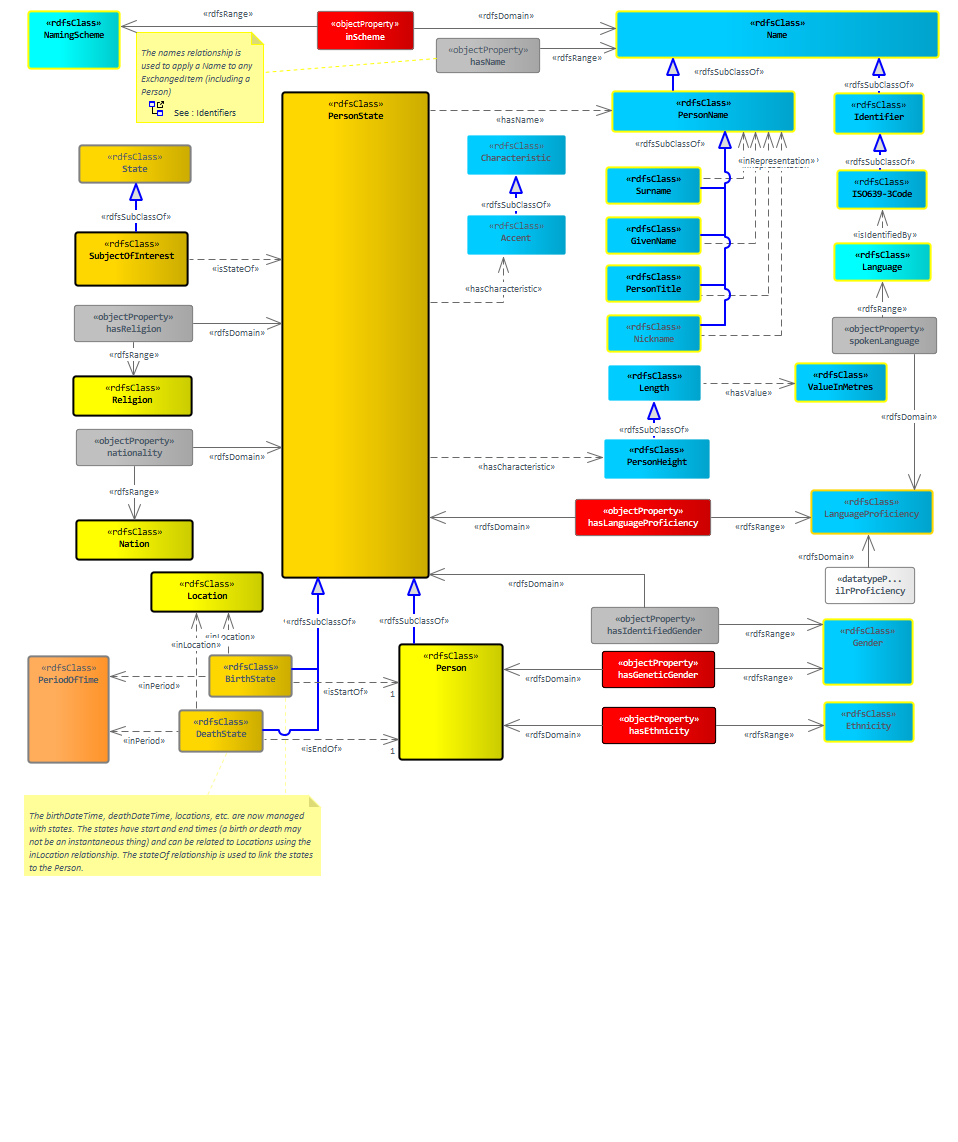 «rdfsClass»
NamingScheme
«rdfsRange»
«objectProperty»
inScheme
«rdfsDomain»
«rdfsClass»
Name
«objectProperty»
hasName
«rdfsRange»
The names relationship is
used to apply a Name to any
ExchangedItem (including a
Person)
See : Identifiers
«rdfsSubClassOf»
«rdfsSubClassOf»
«rdfsClass»
PersonState
«hasName»
«rdfsClass»
PersonName
«rdfsClass»
Identifier
«rdfsClass»
State
«rdfsClass»
Characteristic
«rdfsSubClassOf»
«inRepresentation»
«rdfsSubClassOf»
«rdfsClass»
Surname
«rdfsClass»
ISO639-3Code
«rdfsSubClassOf»
«rdfsSubClassOf»
«rdfsClass»
Accent
«rdfsClass»
GivenName
«isIdentifiedBy»
«rdfsClass»
SubjectOfInterest
«isStateOf»
«rdfsClass»
Language
«hasCharacteristic»
«rdfsClass»
PersonTitle
«rdfsRange»
«objectProperty»
hasReligion
«rdfsDomain»
«rdfsClass»
Nickname
«objectProperty»
spokenLanguage
«rdfsRange»
«rdfsClass»
Religion
«rdfsClass»
Length
«hasValue»
«rdfsClass»
ValueInMetres
«rdfsDomain»
«rdfsSubClassOf»
«objectProperty»
nationality
«rdfsDomain»
«rdfsClass»
PersonHeight
«hasCharacteristic»
«rdfsRange»
«rdfsClass»
Nation
«objectProperty»
hasLanguageProficiency
«rdfsDomain»
«rdfsRange»
«rdfsClass»
LanguageProficiency
«rdfsDomain»
«datatypeP...
ilrProficiency
«rdfsClass»
Location
«rdfsDomain»
«rdfsSubClassOf»
«rdfsSubClassOf»
«objectProperty»
hasIdentifiedGender
«rdfsRange»
«rdfsClass»
Gender
«inLocation»
«rdfsClass»
PeriodOfTime
«inPeriod»
«rdfsClass»
BirthState
«isStartOf»
1
«rdfsClass»
Person
«rdfsDomain»
«objectProperty»
hasGeneticGender
«rdfsRange»
«inPeriod»
«rdfsClass»
DeathState
«isEndOf»
1
«rdfsDomain»
«objectProperty»
hasEthnicity
«rdfsRange»
«rdfsClass»
Ethnicity
The birthDateTime, deathDateTime, locations, etc. are now managed
with states. The states have start and end times (a birth or death may
not be an instantaneous thing) and can be related to Locations using the
inLocation relationship. The stateOf relationship is used to link the states
to the Person.